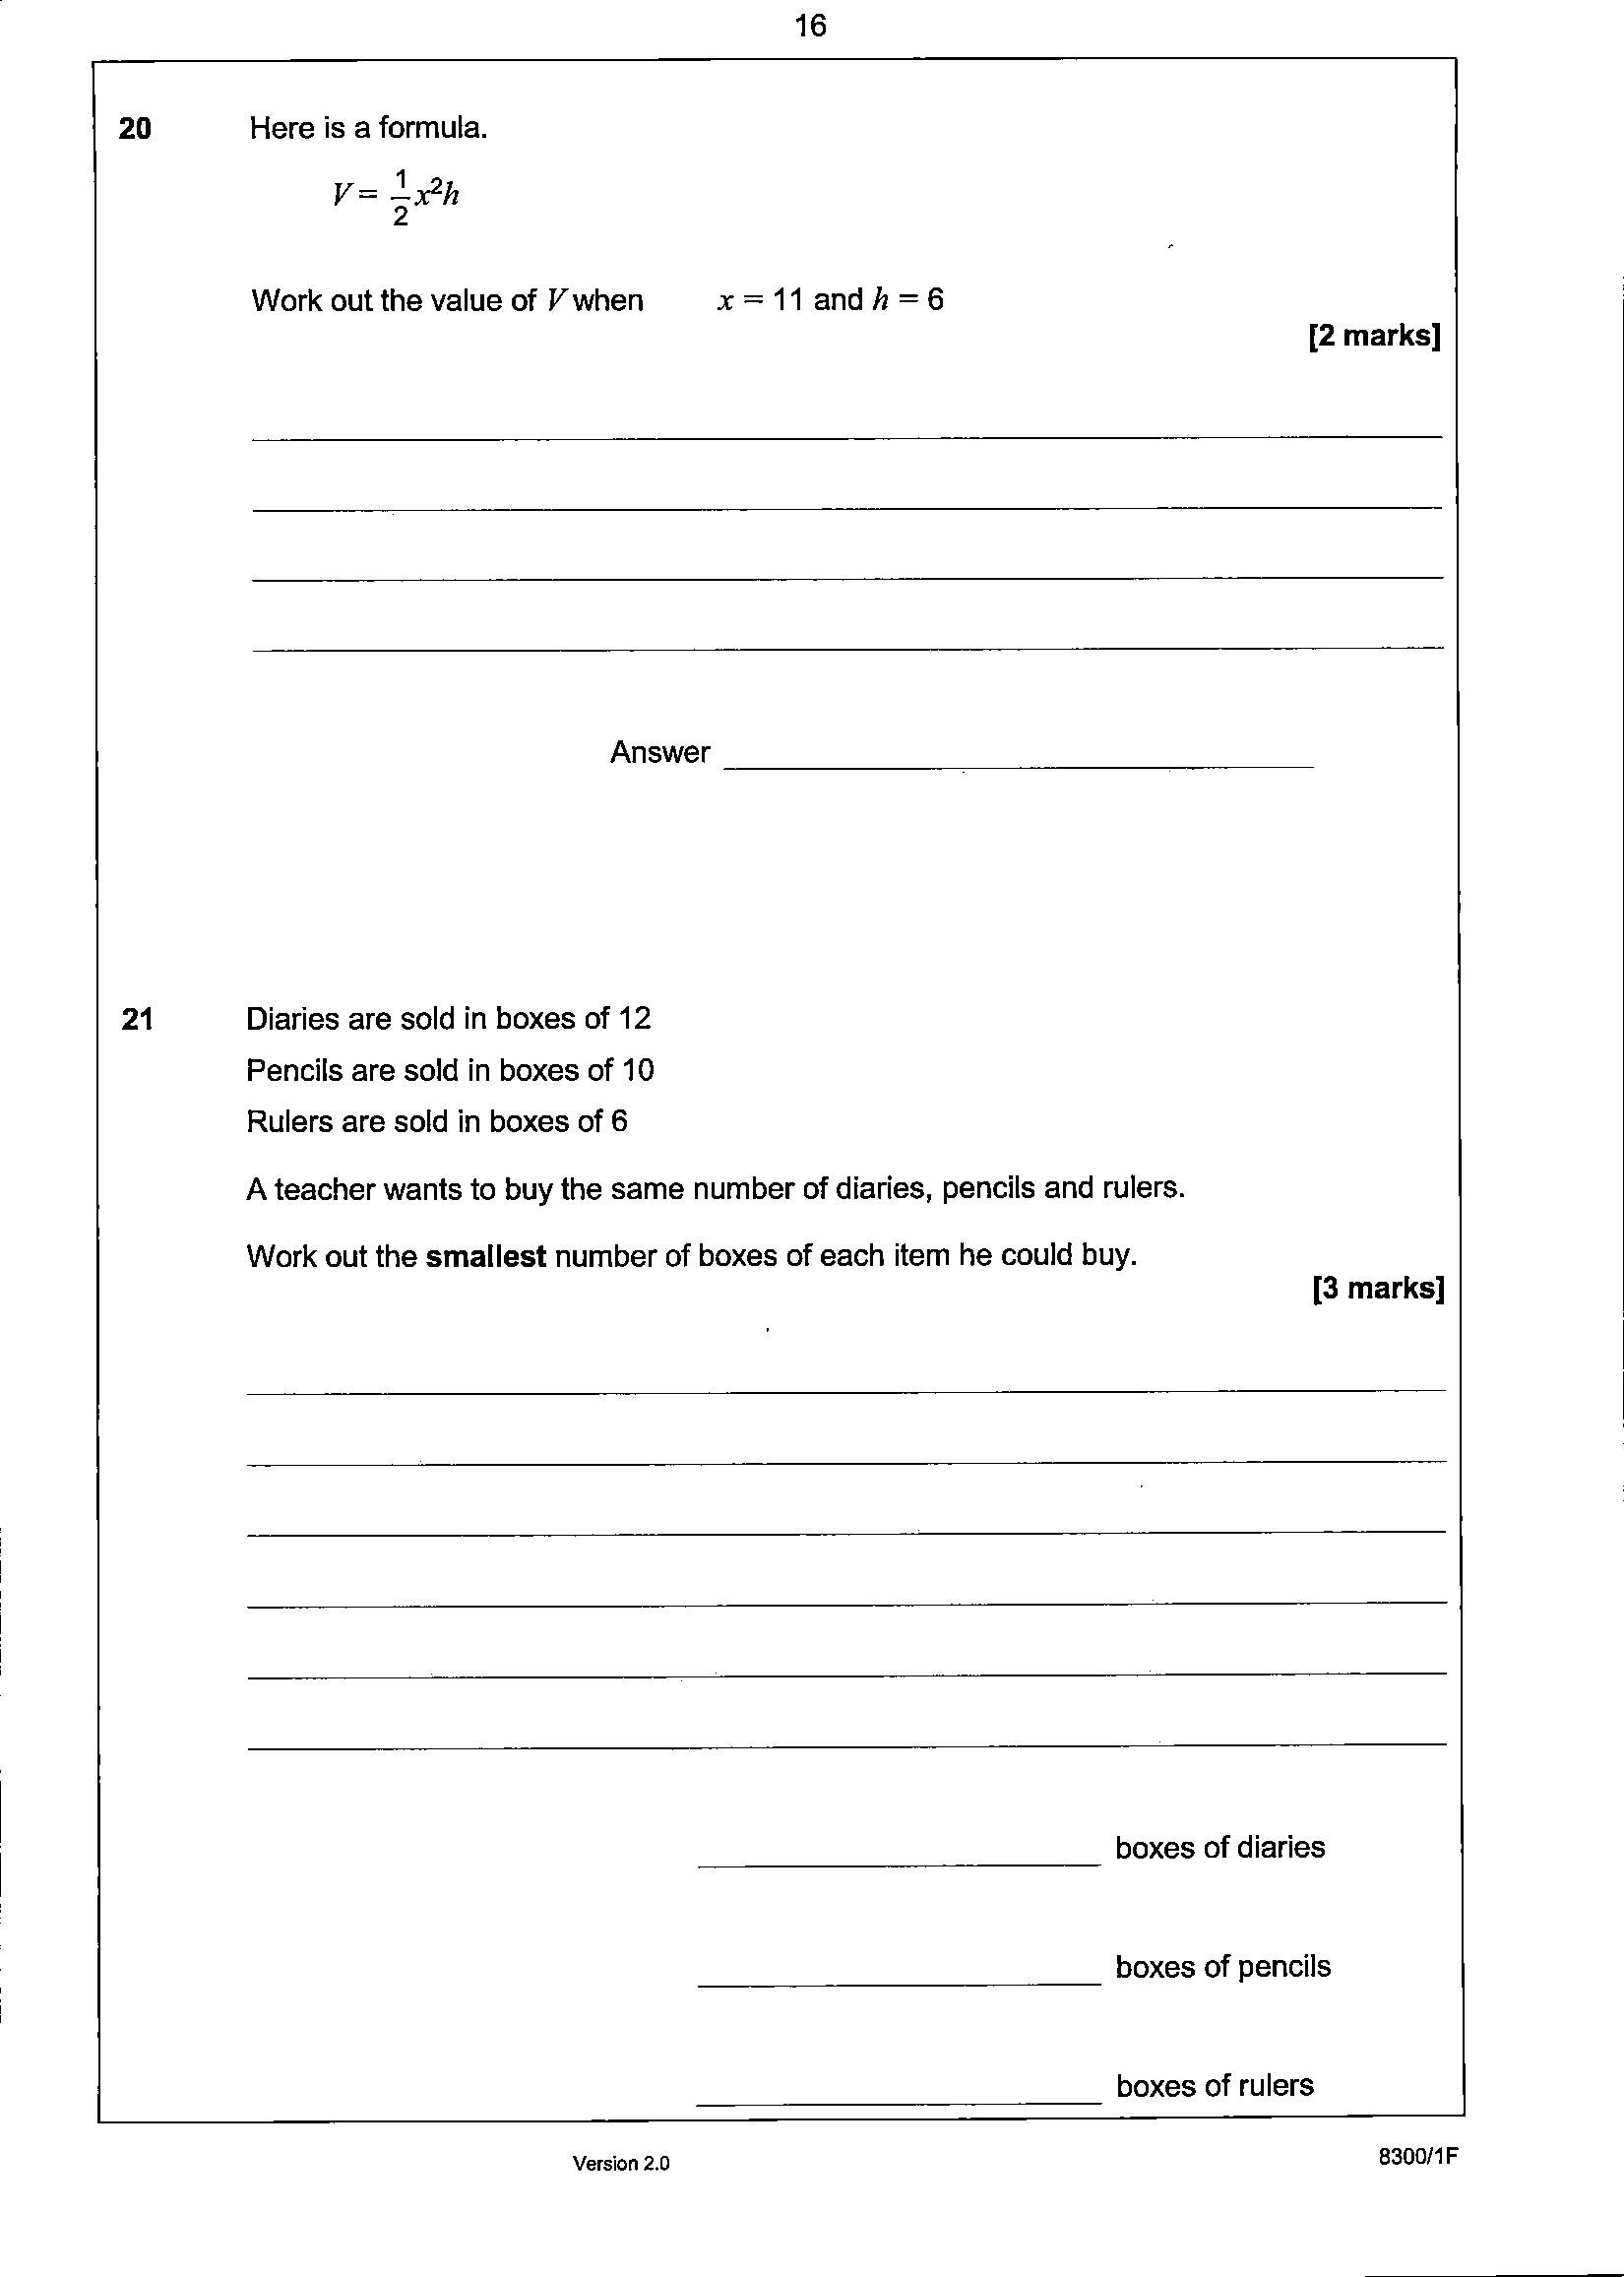 16
20 Here is a formula.
V = 1/2 x²h
Work out the value of V when x = 11 and h = 6
[2 marks]
Answer
21 Diaries are sold in boxes of 12
Pencils are sold in boxes of 10
Rulers are sold in boxes of 6
A teacher wants to buy the same number of diaries, pencils and rulers.
Work out the smallest number of boxes of each item he could buy.
[3 marks]
boxes of diaries
boxes of pencils
boxes of rulers
Version 2.0 8300/1F